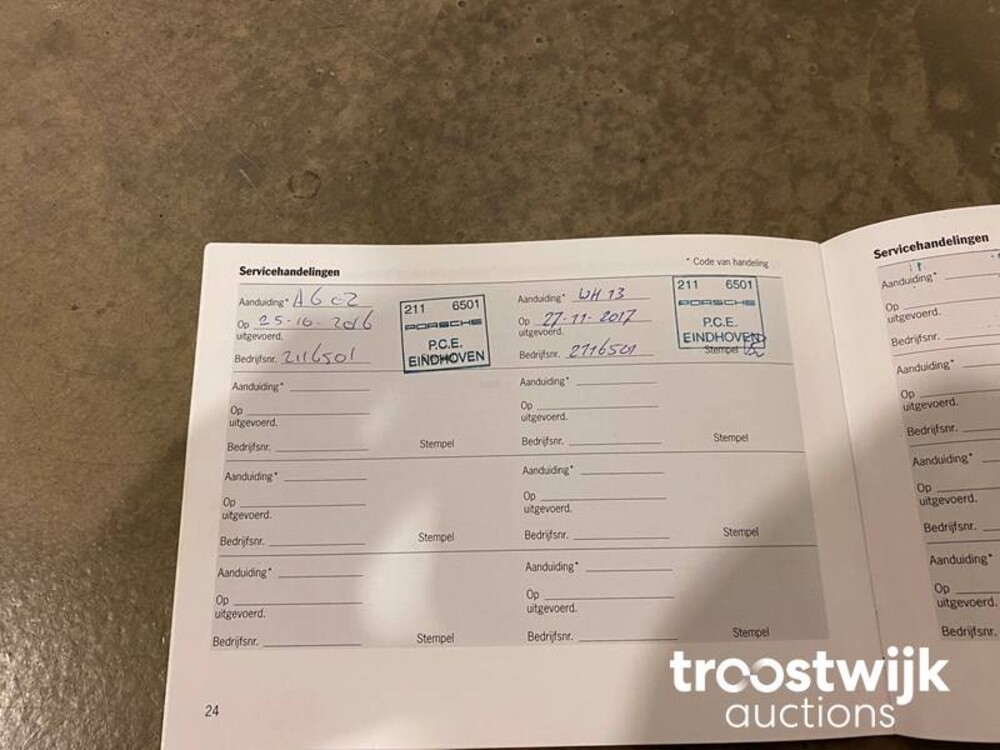 Servicehandelingen
* Code van handeling
Aanduiding* A6 02
Op 25-10-2016
uitgevoerd.
Bedrijfsnr. 2116501
211 6501
PORSCHE
P.C.E.
EINDHOVEN
Aanduiding* WH 13
Op 27-11-2017
uitgevoerd.
Bedrijfsnr. 2116501
211 6501
PORSCHE
P.C.E.
EINDHOVEN
Stempel
Aanduiding*
Op
uitgevoerd.
Bedrijfsnr. Stempel
Aanduiding*
Op
uitgevoerd.
Bedrijfsnr. Stempel
Aanduiding*
Op
uitgevoerd.
Bedrijfsnr. Stempel
Aanduiding*
Op
uitgevoerd.
Bedrijfsnr. Stempel
Aanduiding*
Op
uitgevoerd.
Bedrijfsnr. Stempel
Aanduiding*
Op
uitgevoerd.
Bedrijfsnr. Stempel
24
Servicehandelingen
Aanduiding*
Op
uitgevoerd.
Bedrijfsnr.
Aanduiding*
Op
uitgevoerd.
Bedrijfsnr.
Aanduiding*
Op
uitgevoerd.
Bedrijfsnr.
Aanduiding*
Op
uitgevoerd.
Bedrijfsnr.
troostwijk
auctions